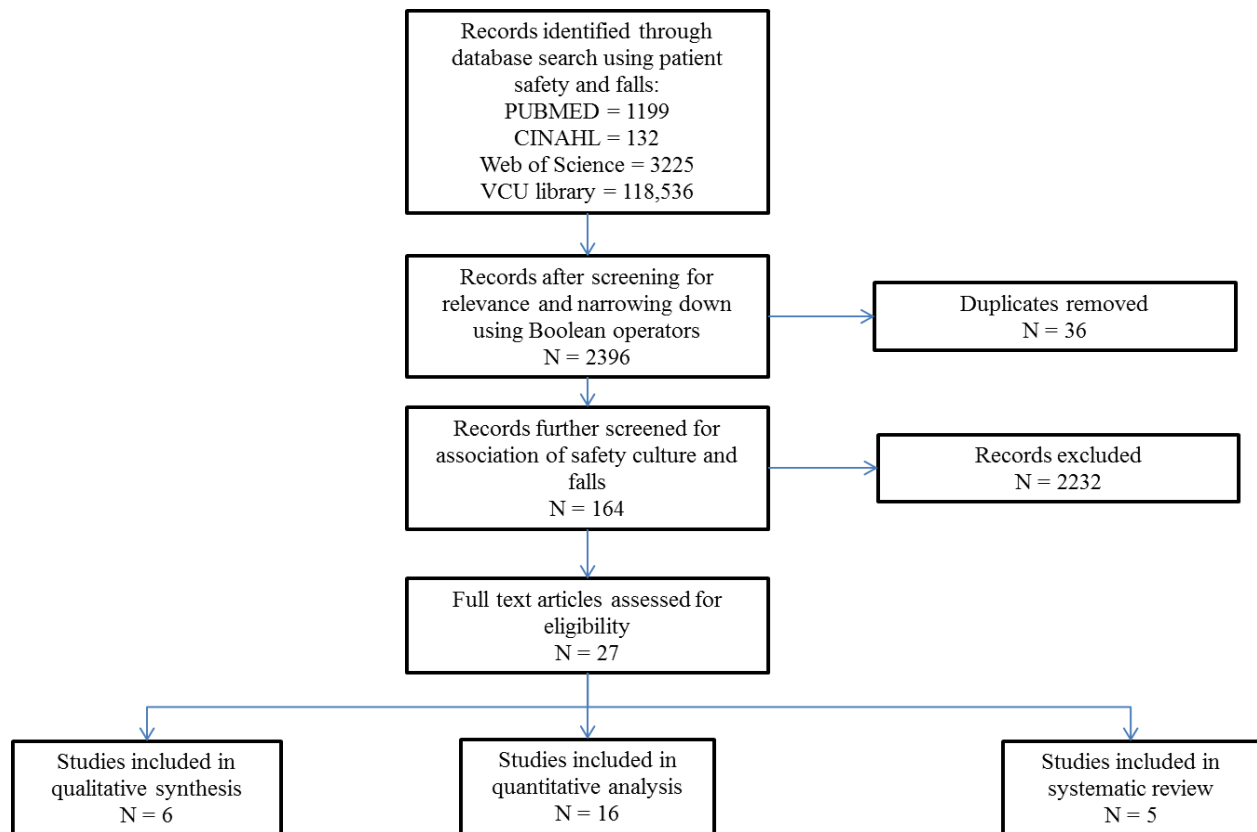 Records identified through
database search using patient
safety and falls:
PUBMED = 1199
CINAHL = 132
Web of Science = 3225
VCU library = 118,536
Records after screening for
relevance and narrowing down
using Boolean operators
N = 2396
Duplicates removed
N = 36
Records further screened for
association of safety culture and
falls
N = 164
Records excluded
N = 2232
Full text articles assessed for
eligibility
N = 27
Studies included in
qualitative synthesis
N = 6
Studies included in
quantitative analysis
N = 16
Studies included in
systematic review
N = 5